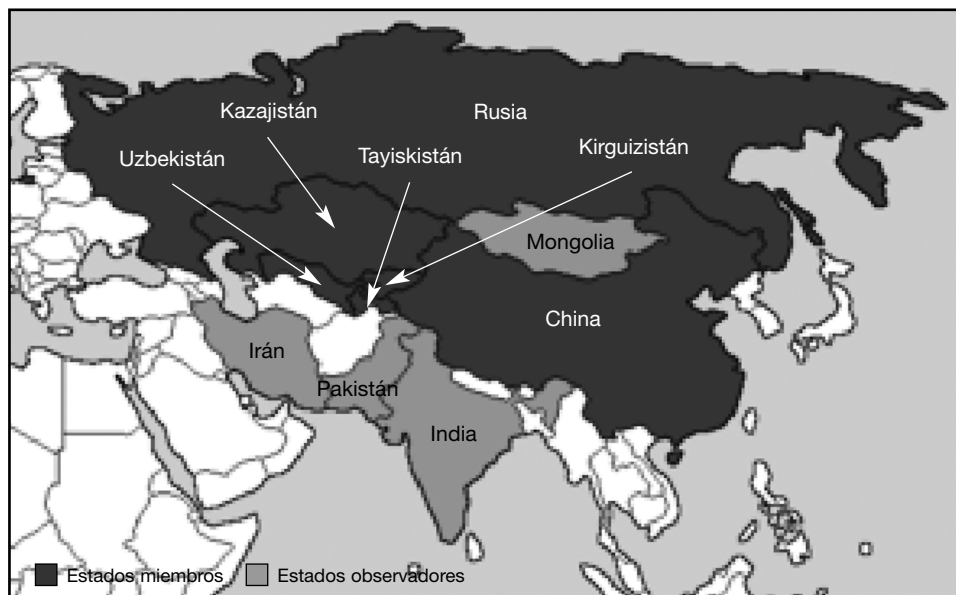 Kazajistán
Rusia
Uzbekistán
Tayiskistán
Kirguizistán
Mongolia
China
Irán
Pakistán
India
Estados miembros
Estados observadores